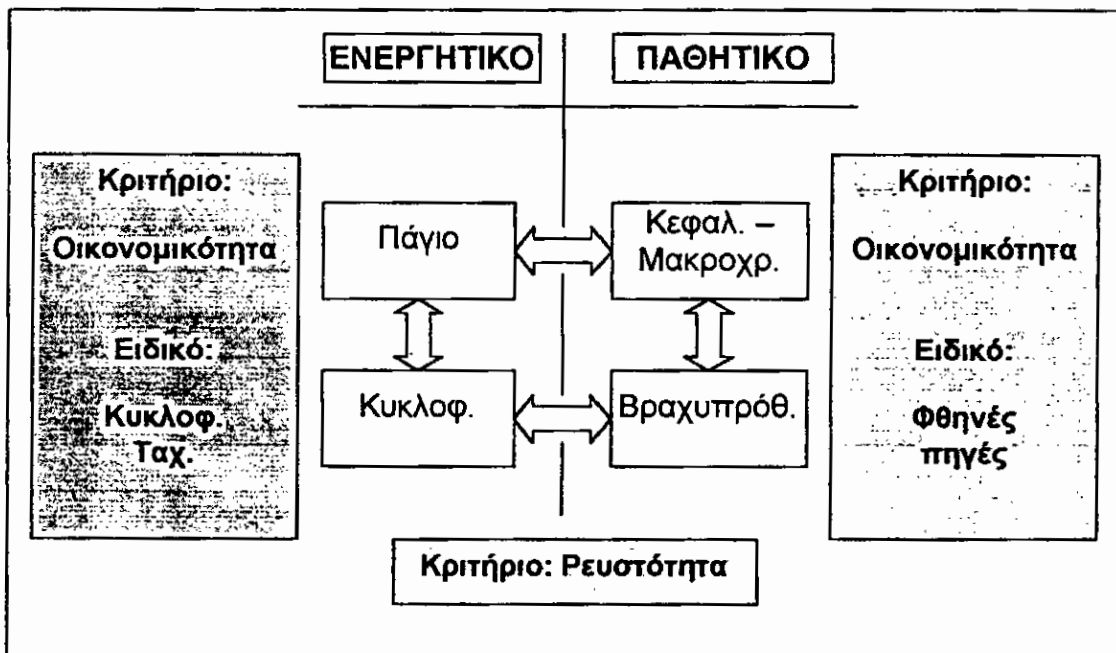 ΕΝΕΡΓΗΤΙΚΟ
ΠΑΘΗΤΙΚΟ
Κριτήριο:
Οικονομικότητα
Ειδικό:
Κυκλοφ.
Ταχ.
Πάγιο
Κεφαλ. –
Μακροχρ.
Κυκλοφ.
Βραχυπρόθ.
Κριτήριο:
Οικονομικότητα
Ειδικό:
Φθηνές
πηγές
Κριτήριο: Ρευστότητα